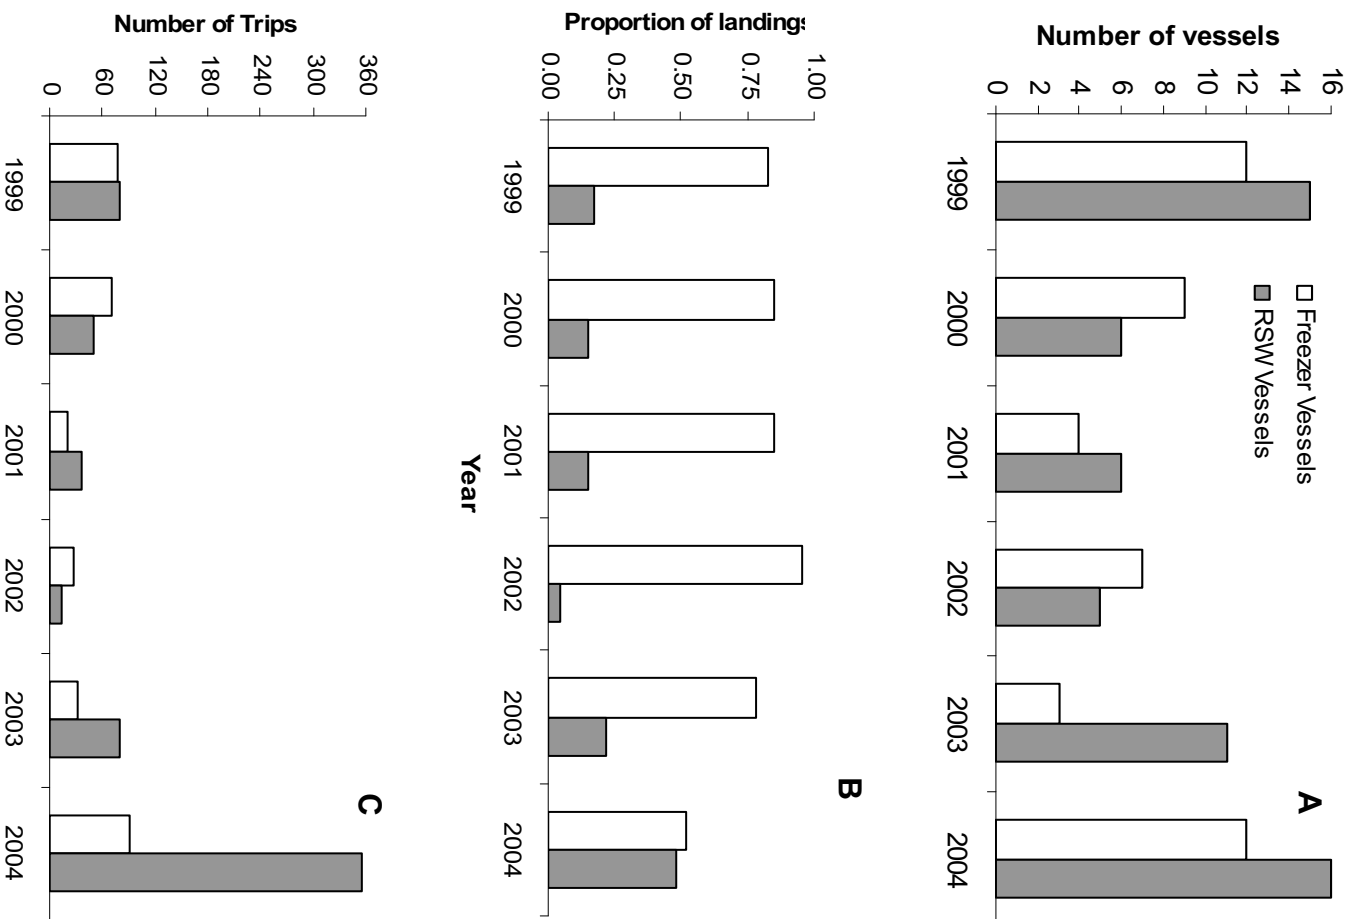 Number of vessels
0 2 4 6 8 10 12 14 16
1999 2000 2001 2002 2003 2004
Freezer Vessels
RSW Vessels
A
Proportion of landings
0.00 0.25 0.50 0.75 1.00
1999 2000 2001 2002 2003 2004
B
Year
Number of Trips
0 60 120 180 240 300 360
1999 2000 2001 2002 2003 2004
C